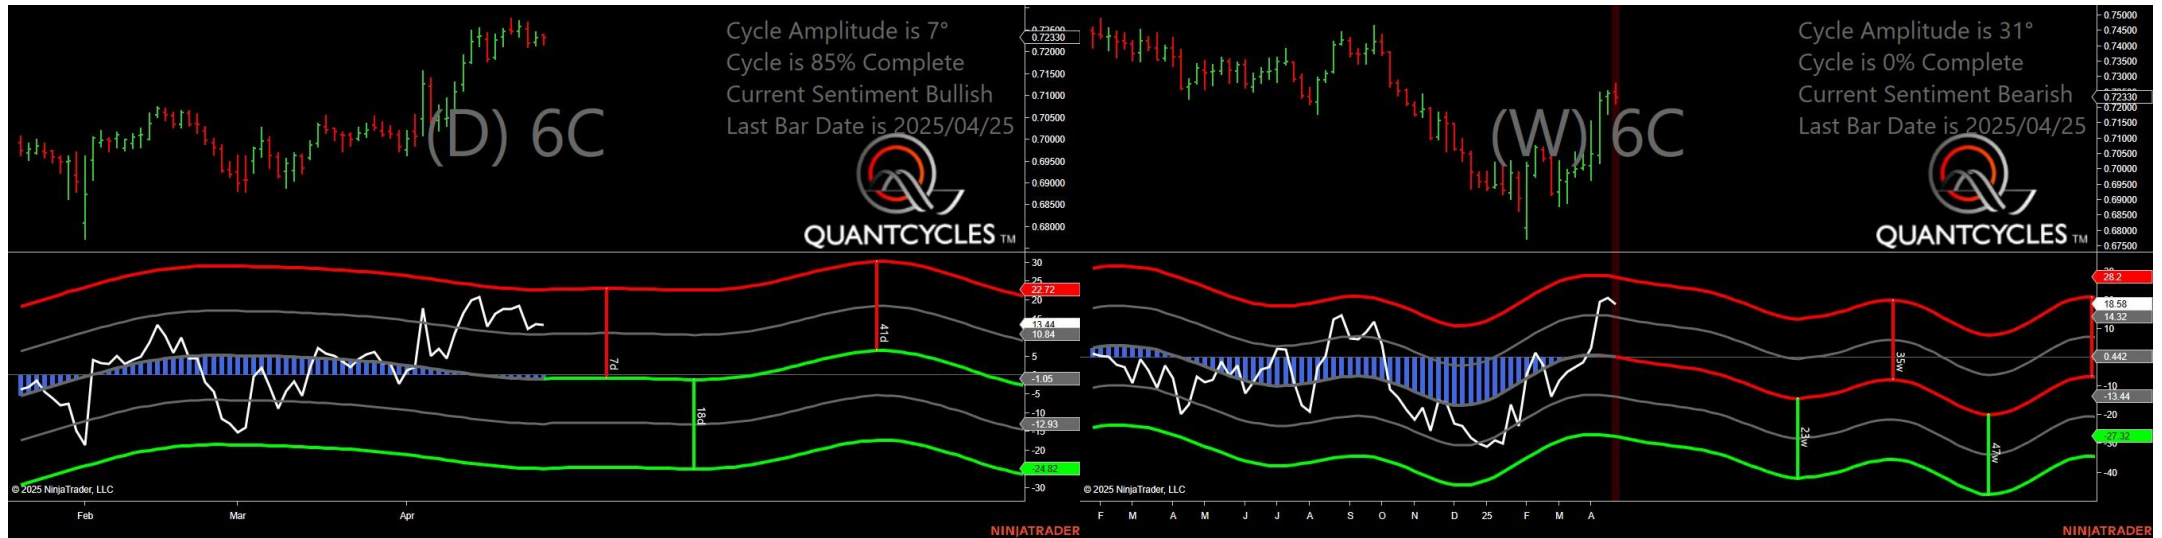 Cycle Amplitude is 7°
Cycle is 85% Complete
Current Sentiment Bullish
Last Bar Date is 2025/04/25
(D) 6C
QUANTCYCLES TM
0.72330
0.72000
0.71500
0.71000
0.70500
0.70000
0.69500
0.69000
0.68500
0.68000
30
25
22.72
20
13.44
10.84
5
-1.05
-5
-10
-12.93
-20
-24.82
-30
7d
18d
41d
© 2025 NinjaTrader, LLC
Feb Mar Apr
NINJATRADER
Cycle Amplitude is 31°
Cycle is 0% Complete
Current Sentiment Bearish
Last Bar Date is 2025/04/25
(W) 6C
QUANTCYCLES TM
0.75000
0.74500
0.74000
0.73500
0.73000
0.72330
0.72000
0.71500
0.71000
0.70500
0.70000
0.69500
0.69000
0.68500
0.68000
0.67500
28.2
18.58
14.32
10
0.442
-10
-13.44
-20
-27.32
-30
-40
35w
23w
47w
© 2025 NinjaTrader, LLC
F M A M J J A S O N D 25 F M A
NINJATRADER